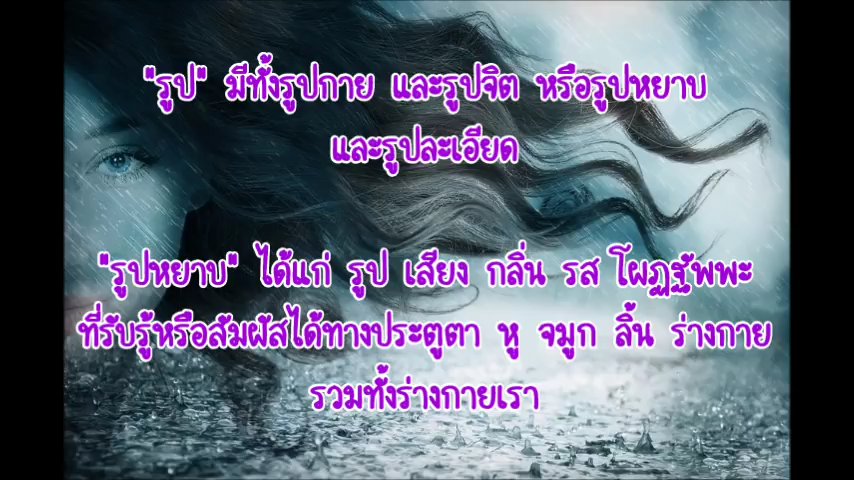 "รูป" มีทั้งรูปกาย และรูปจิต หรือรูปหยาบ
และรูปละเอียด
"รูปหยาบ" ได้แก่ รูป เสียง กลิ่น รส โผฏฐัพพะ
ที่รับรู้หรือสัมผัสได้ทางประตูตา หู จมูก ลิ้น ร่างกาย
รวมทั้งร่างกายเรา